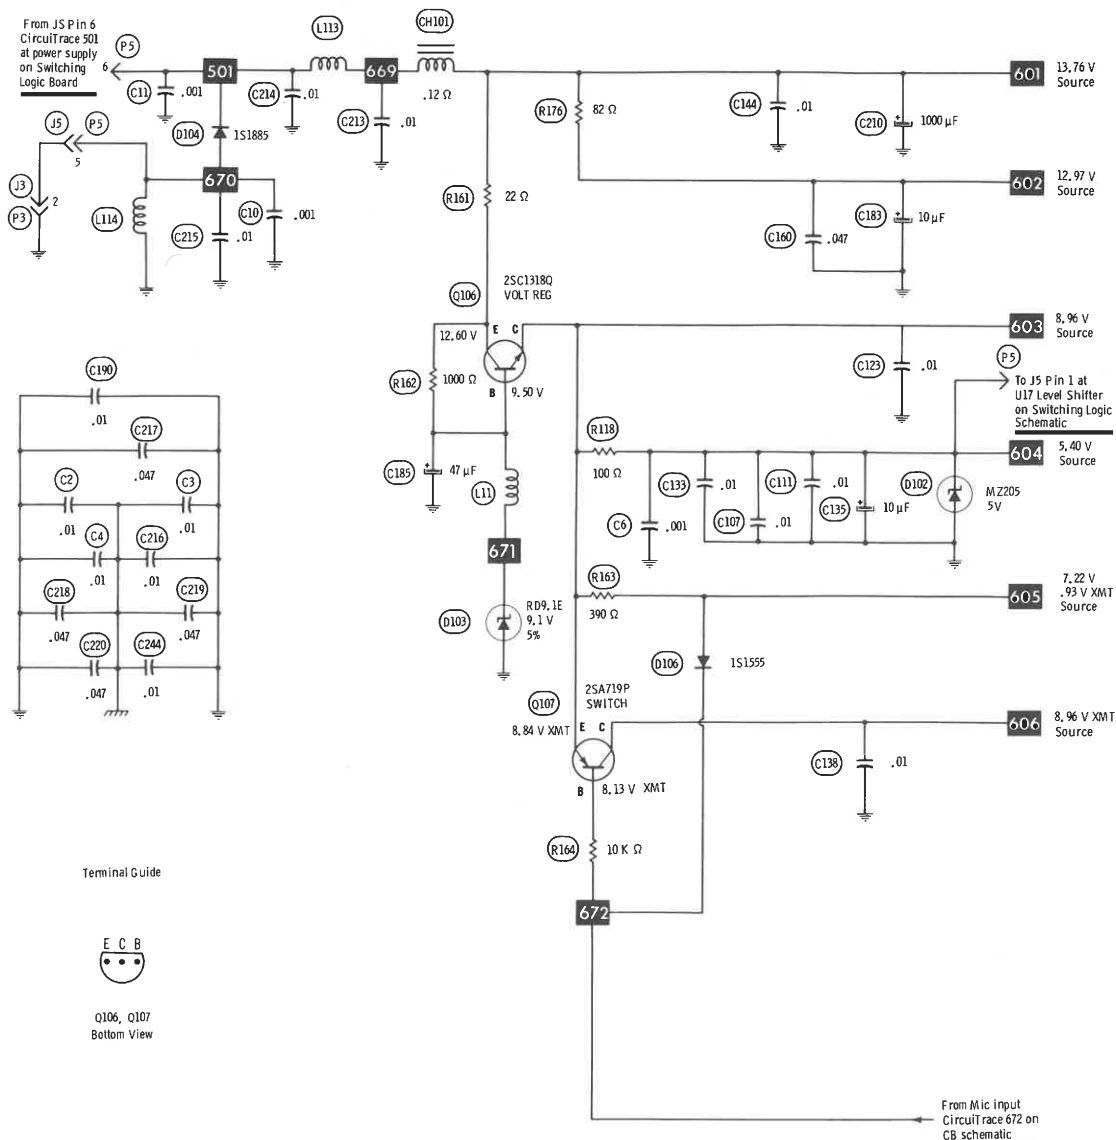 From JS Pin 6
CircuiTrace 501
at power supply
on Switching
Logic Board
P5
6
C11
.001
501
L113
CH101
669
.12 Ω
C214
.01
C213
.01
D104
1S1885
J5
P5
5
J3
2
P3
L114
670
C215
.01
C10
.001
R176
82 Ω
C144
.01
C210
+
1000 µF
601
13.76 V
Source
R161
22 Ω
C160
.047
C183
+
10 µF
602
12.97 V
Source
2SC1318Q
VOLT REG
Q106
E C
12.60 V
B
9.50 V
R162
1000 Ω
C185
+
47 µF
L11
671
D103
RD9.1E
9.1 V
5%
603
8.96 V
Source
C123
.01
P5
To J5 Pin 1 at
U17 Level Shifter
on Switching Logic
Schematic
R118
100 Ω
C6
.001
C133
.01
C107
.01
C111
.01
C135
+
10 µF
D102
MZ205
5V
604
5.40 V
Source
R163
390 Ω
605
7.22 V
.93 V XMT
Source
D106
1S1555
2SA719P
SWITCH
Q107
8.84 V XMT
E C
B
8.13 V XMT
C138
.01
606
8.96 V XMT
Source
R164
10 K Ω
672
From Mic input
CircuiTrace 672 on
CB schematic
C190
.01
C217
.047
C2
.01
C3
.01
C4
.01
C216
.01
C218
.047
C219
.047
C220
.047
C244
.01
Terminal Guide
E C B
Q106, Q107
Bottom View